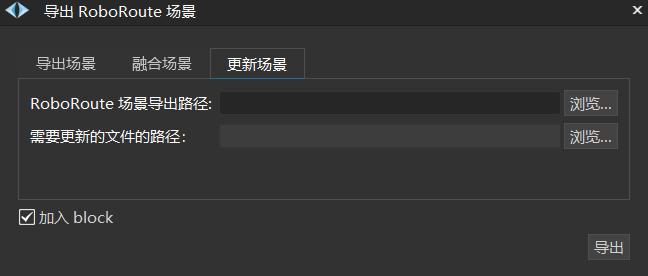 导出 RoboRoute 场景
导出场景 融合场景 更新场景
RoboRoute 场景导出路径: 浏览...
需要更新的文件的路径: 浏览...
加入 block
导出